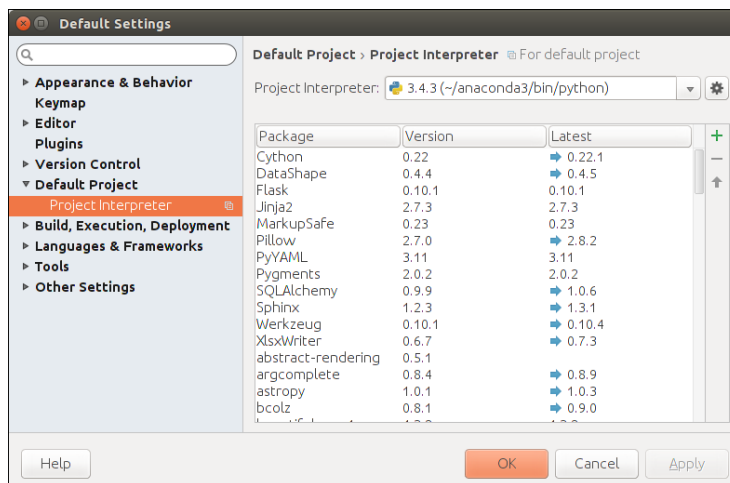 Default Settings
Appearance & Behavior
Keymap
Editor
Plugins
Version Control
Default Project
Project Interpreter
Build, Execution, Deployment
Languages & Frameworks
Tools
Other Settings
Default Project › Project Interpreter For default project
Project Interpreter: 3.4.3 (~/anaconda3/bin/python)
Package Version Latest
Cython 0.22 0.22.1
DataShape 0.4.4 0.4.5
Flask 0.10.1 0.10.1
Jinja2 2.7.3 2.7.3
MarkupSafe 0.23 0.23
Pillow 2.7.0 2.8.2
PyYAML 3.11 3.11
Pygments 2.0.2 2.0.2
SQLAlchemy 0.9.9 1.0.6
Sphinx 1.2.3 1.3.1
Werkzeug 0.10.1 0.10.4
XlsxWriter 0.6.7 0.7.3
abstract-rendering 0.5.1
argcomplete 0.8.4 0.8.9
astropy 1.0.1 1.0.3
bcolz 0.8.1 0.9.0
Help OK Cancel Apply